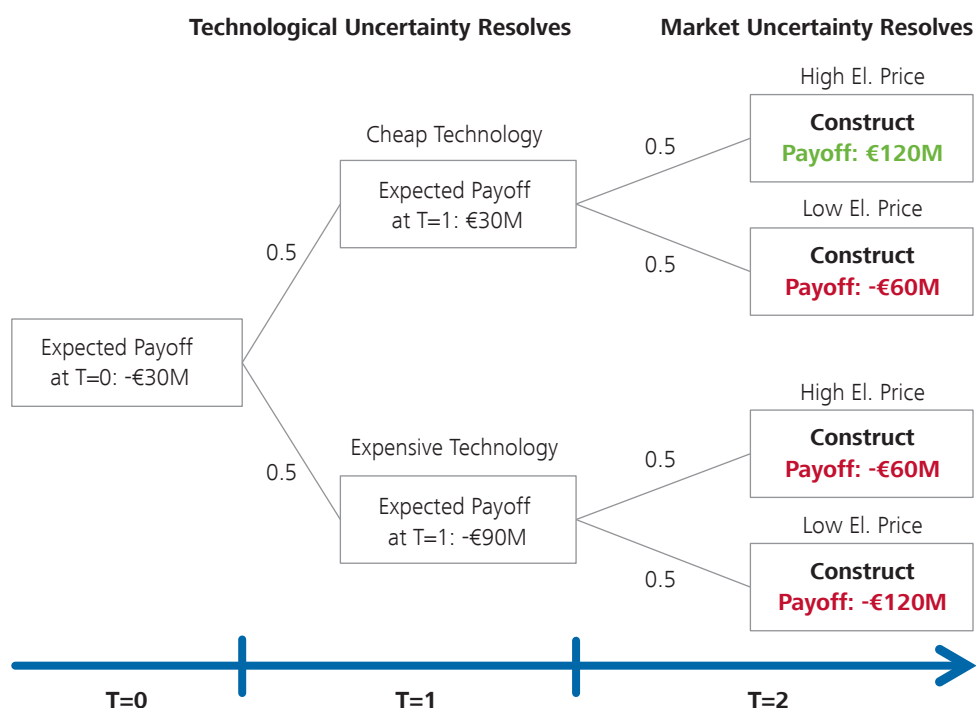 Technological Uncertainty Resolves
Market Uncertainty Resolves
High El. Price
Construct
Payoff: €120M
Cheap Technology
0.5
Expected Payoff
at T=1: €30M
Low El. Price
0.5
0.5
Construct
Payoff: -€60M
Expected Payoff
at T=0: -€30M
High El. Price
Expensive Technology
0.5
0.5
Construct
Payoff: -€60M
Expected Payoff
at T=1: -€90M
Low El. Price
0.5
Construct
Payoff: -€120M
T=0
T=1
T=2